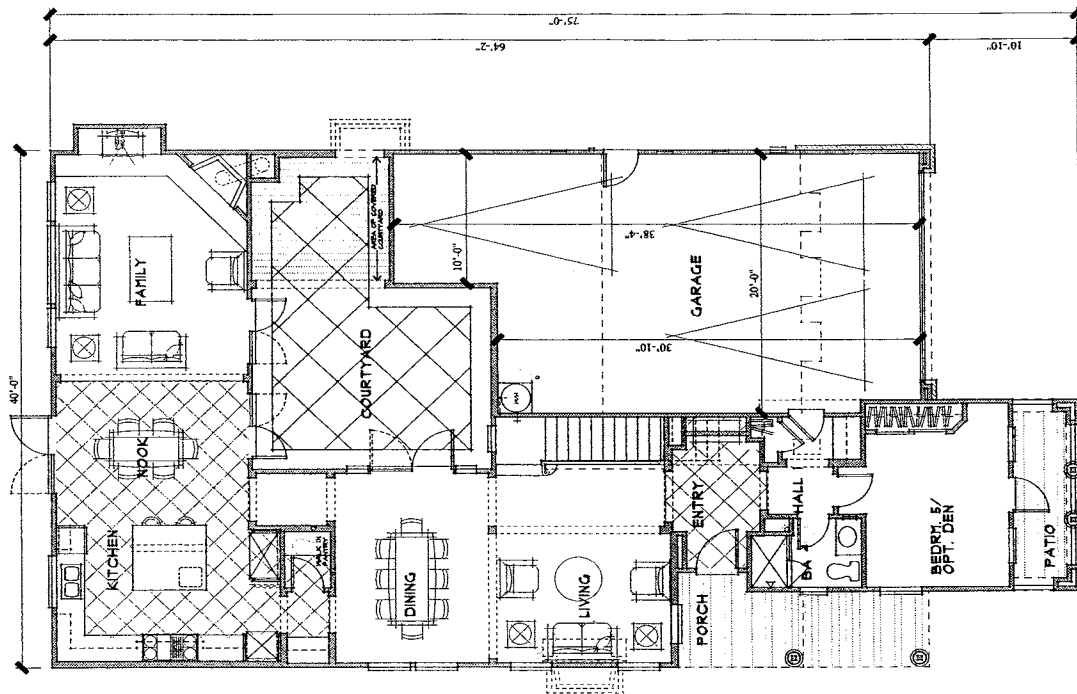 75'-0"
64'-2"
10'-10"
40'-0"
FAMILY
AREA OF COVERED
COURTYARD
10'-0"
38'-4"
20'-0"
GARAGE
30'-10"
COURTYARD
NOOK
KITCHEN
WALK IN
PANTRY
DINING
LIVING
ENTRY
PORCH
HALL
BA
BEDRM. 5/
OPT. DEN
PATIO